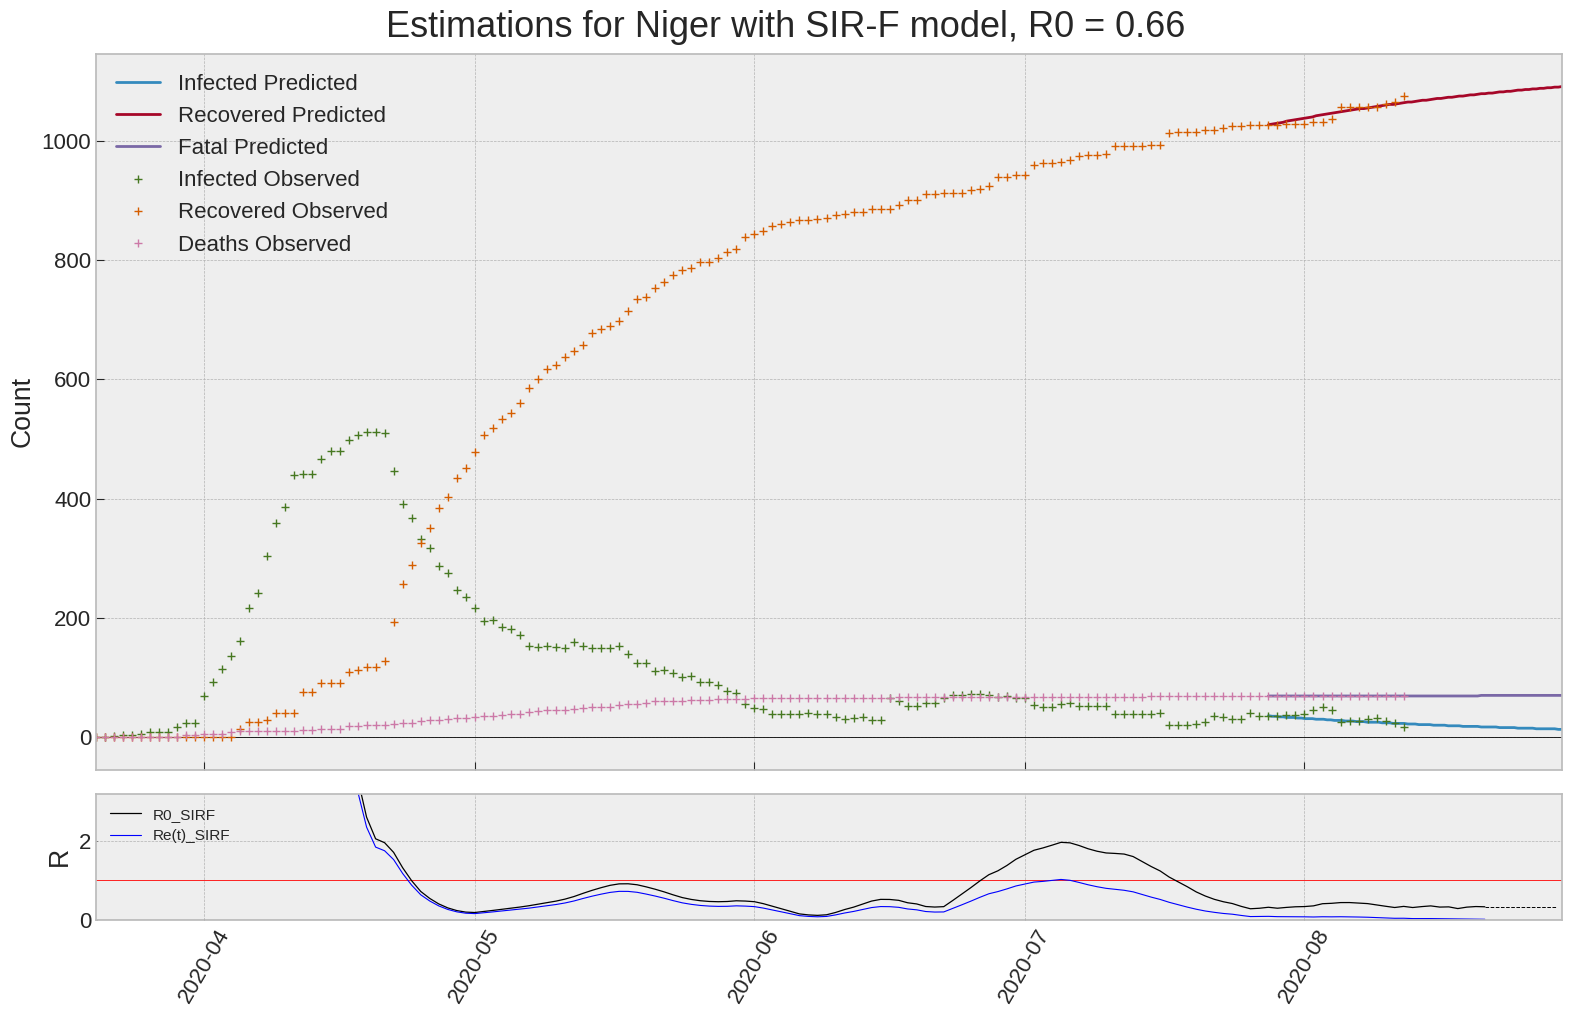 Estimations for Niger with SIR-F model, R0 = 0.66
Infected Predicted
Recovered Predicted
Fatal Predicted
Infected Observed
Recovered Observed
Deaths Observed
Count
1000
800
600
400
200
0
R0_SIRF
Re(t)_SIRF
R
2
0
2020-04
2020-05
2020-06
2020-07
2020-08